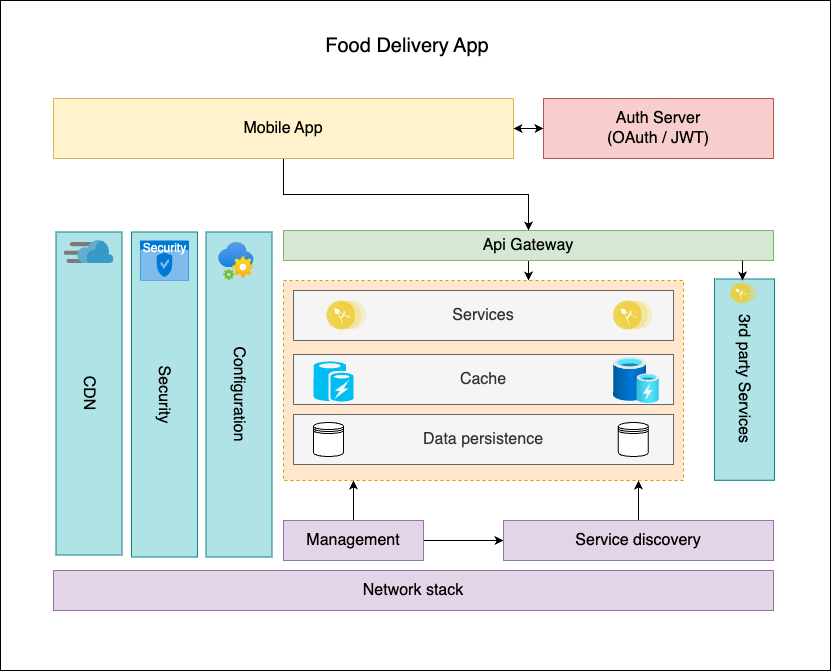 Food Delivery App
Mobile App
Auth Server
(OAuth / JWT)
Api Gateway
Security
CDN
Security
Configuration
Services
Cache
Data persistence
3rd party Services
Management
Service discovery
Network stack